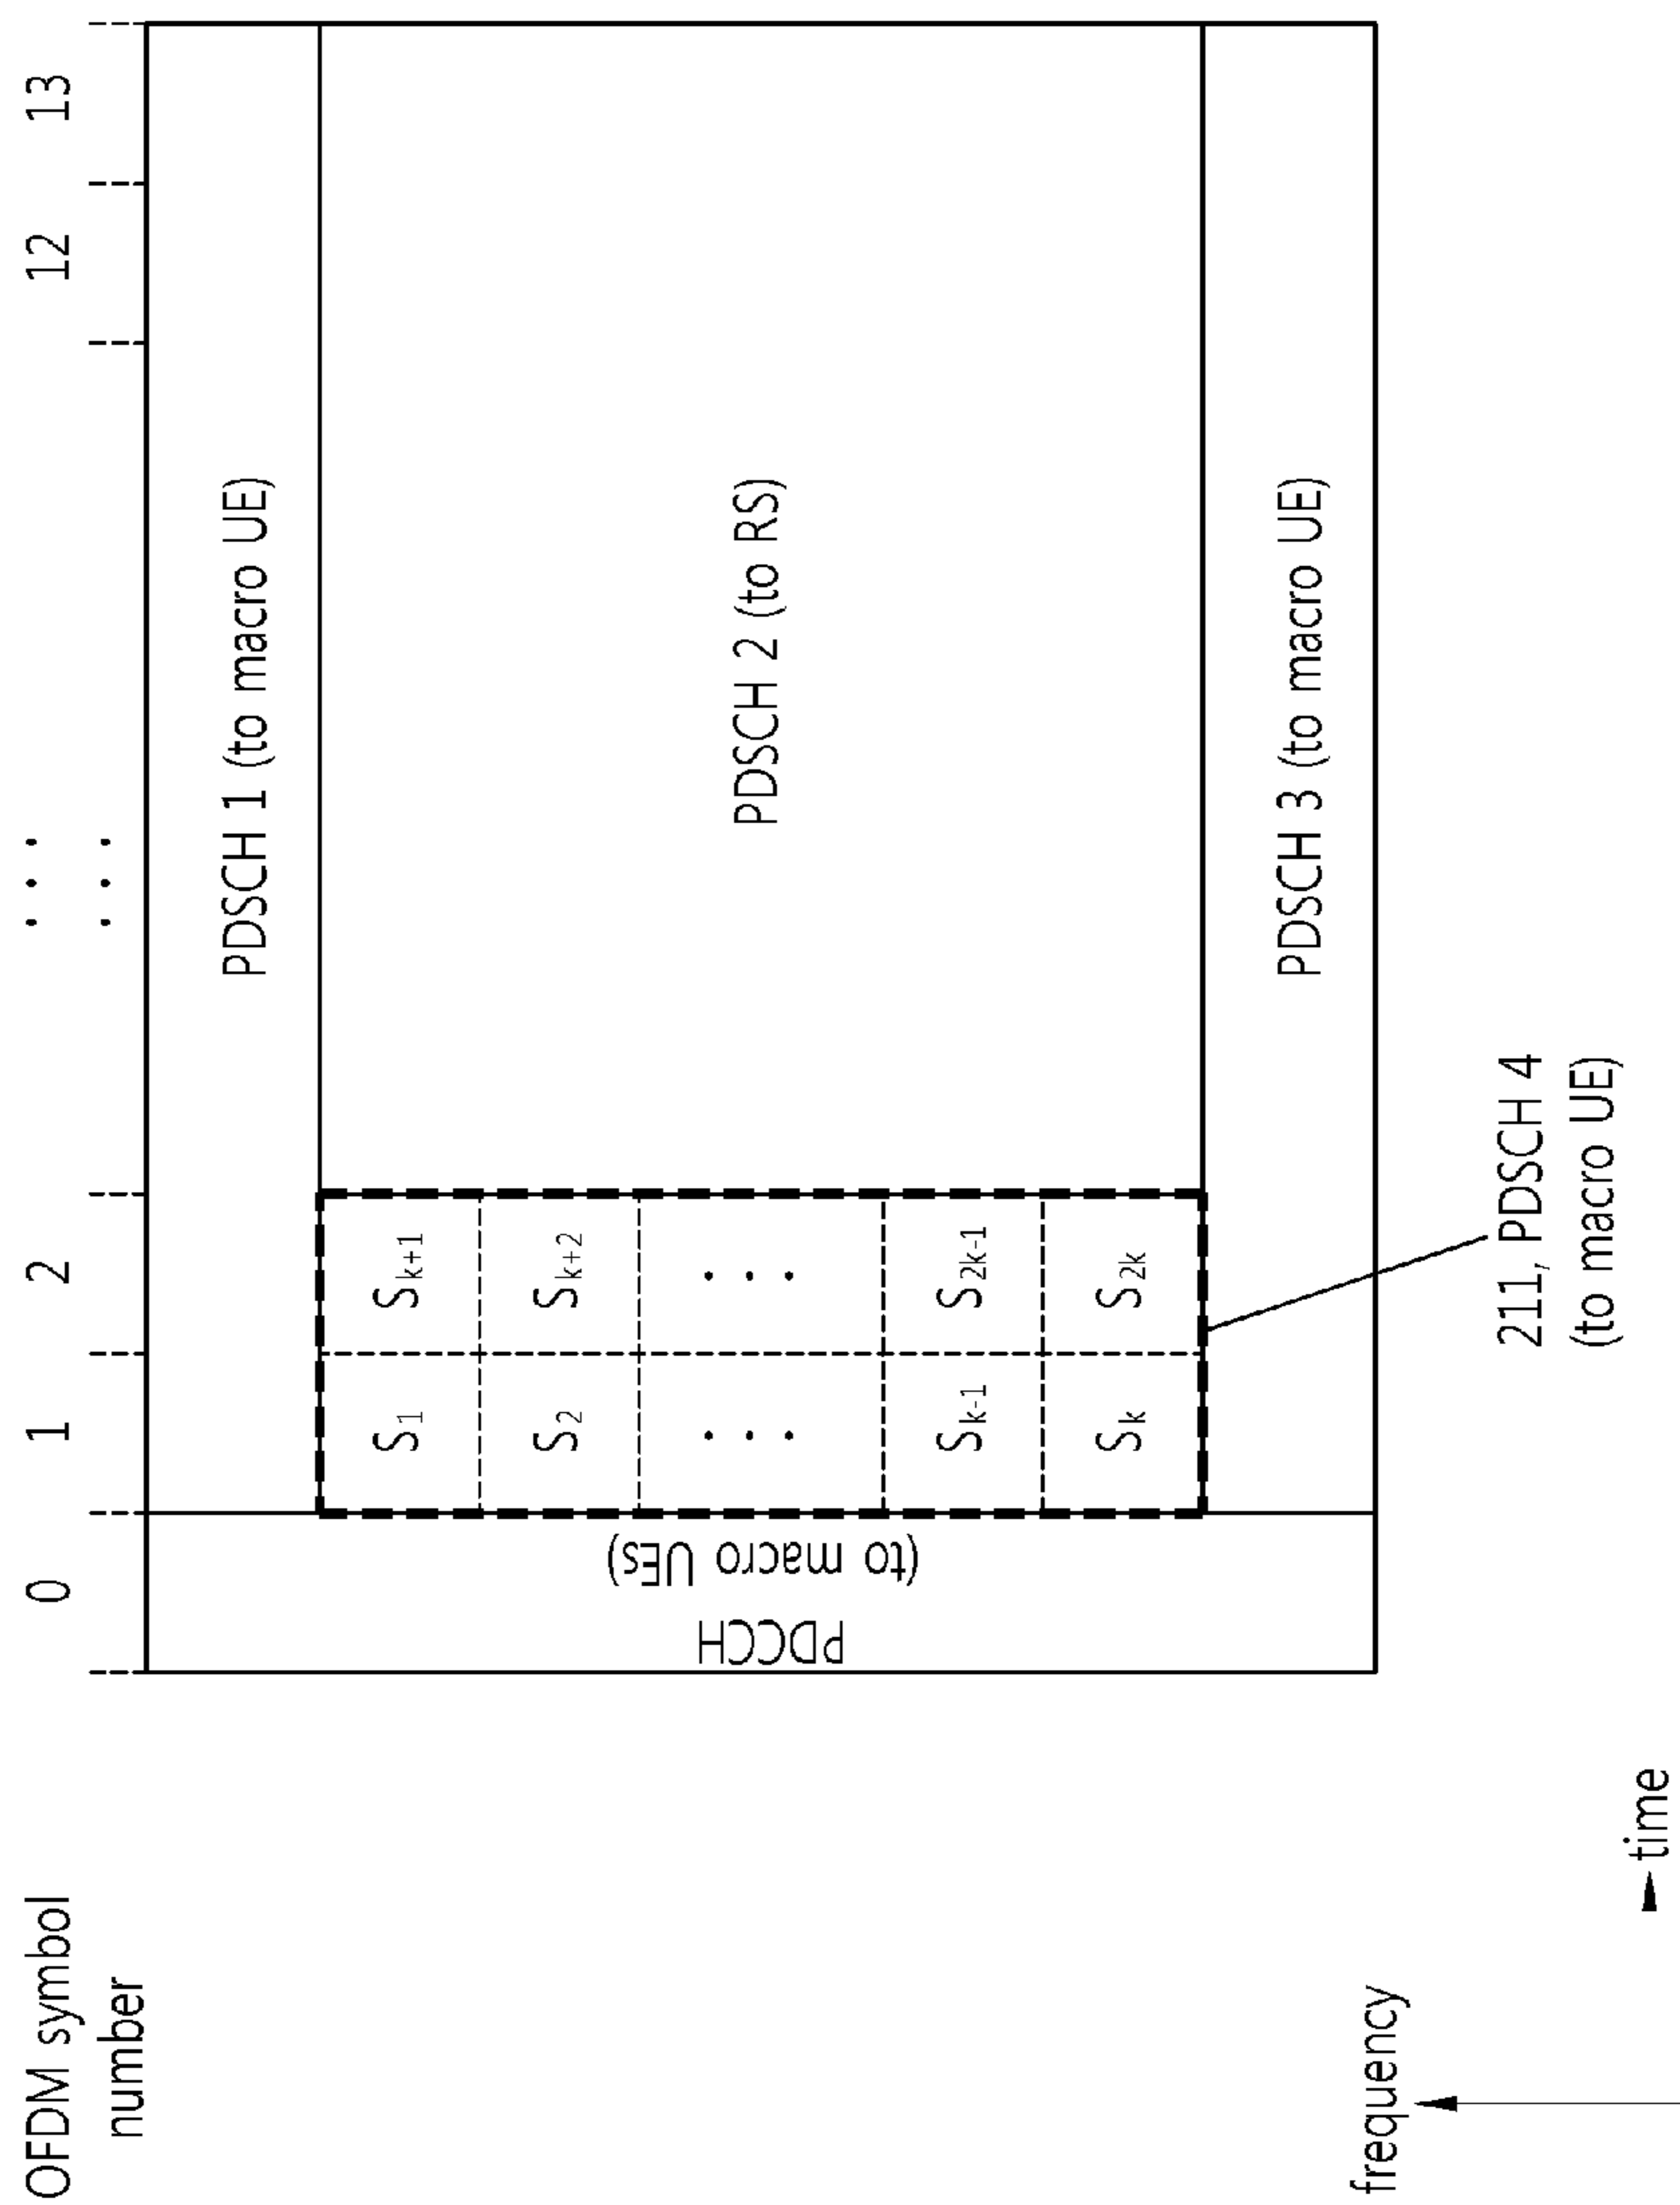 OFDM symbol
number
0 1 2 ... 12 13
...
PDSCH 1 (to macro UE)
PDCCH
(to macro UEs)
S1 Sk+1
S2 Sk+2
... ...
Sk-1 S2k-1
Sk S2k
PDSCH 2 (to RS)
PDSCH 3 (to macro UE)
211, PDSCH 4
(to macro UE)
frequency
time